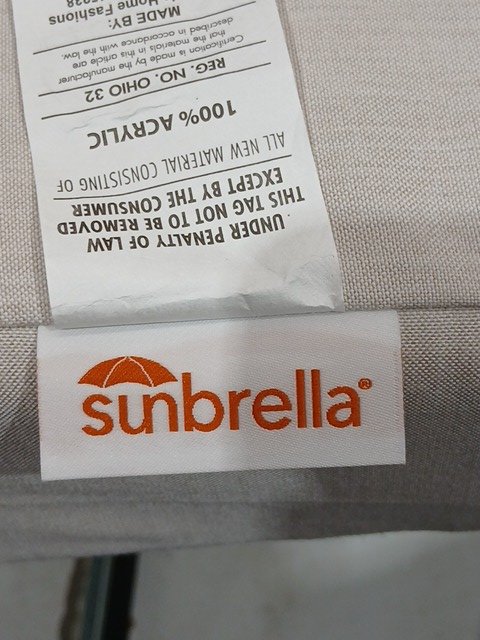 UNDER PENALTY OF LAW
THIS TAG NOT TO BE REMOVED
EXCEPT BY THE CONSUMER
ALL NEW MATERIAL CONSISTING OF
100% ACRYLIC
REG. NO. OHIO 32
Certification is made by the manufacturer
that the materials in this article are
described in accordance with the law.
MADE BY:
Home Fashions
sunbrella®